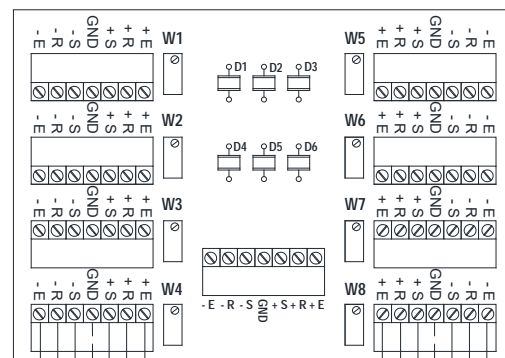 -E -R -S GND +S +R +E
W1
D1 D2 D3
W5
+E +R +S GND -S -R -E
-E -R -S GND +S +R +E
W2
D4 D5 D6
W6
+E +R +S GND -S -R -E
-E -R -S GND +S +R +E
W3
W7
+E +R +S GND -S -R -E
-E -R -S GND +S +R +E
W4
-E -R -S GND +S +R +E
W8
+E +R +S GND -S -R -E